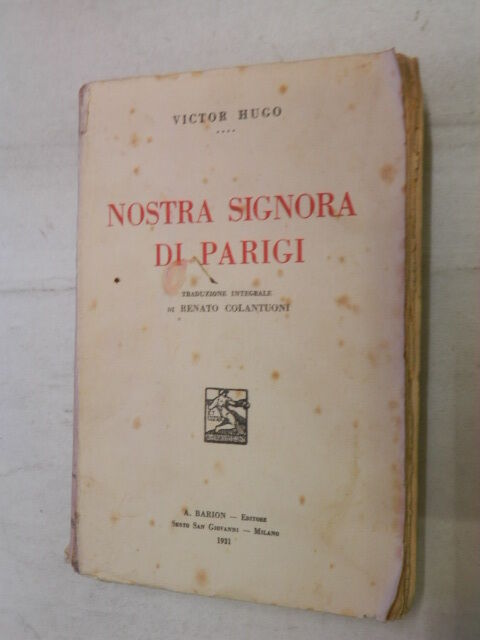 VICTOR HUGO
....
NOSTRA SIGNORA
DI PARIGI
TRADUZIONE INTEGRALE
DI RENATO COLANTUONI
A. BARION — EDITORE
SESTO SAN GIOVANNI — MILANO
1931